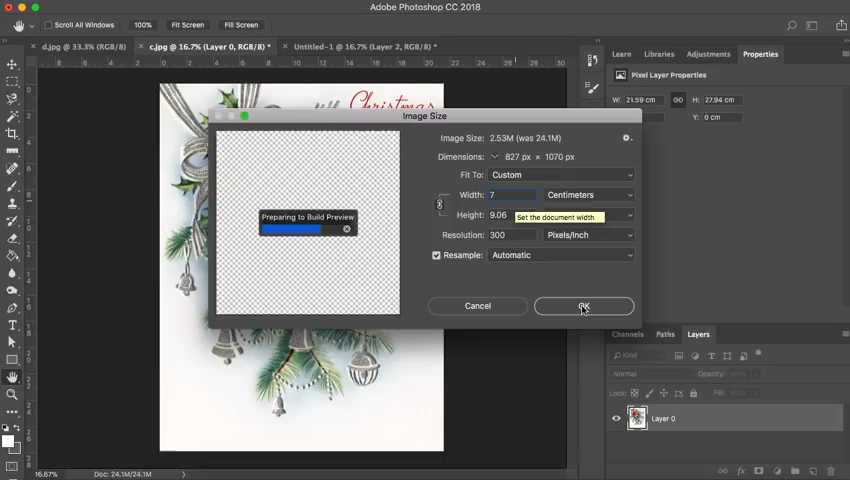 Adobe Photoshop CC 2018
Scroll All Windows
100%
Fit Screen
Fill Screen
d.jpg @ 33.3% (RGB/8)
c.jpg @ 16.7% (Layer 0, RGB/8) *
Untitled-1 @ 16.7% (Layer 2, RGB/8) *
Learn
Libraries
Adjustments
Properties
Pixel Layer Properties
W: 21.59 cm
H: 27.94 cm
Y: 0 cm
Christmas
Image Size
Image Size: 2.53M (was 24.1M)
Dimensions: 827 px × 1070 px
Fit To: Custom
Width: 7 Centimeters
Height: 9.06
Set the document width
Resolution: 300 Pixels/Inch
Resample: Automatic
Preparing to Build Preview
Cancel
OK
Channels
Paths
Layers
Kind
Normal
Opacity:
Lock:
Fill:
Layer 0
16.67%
Doc: 24.1M/24.1M